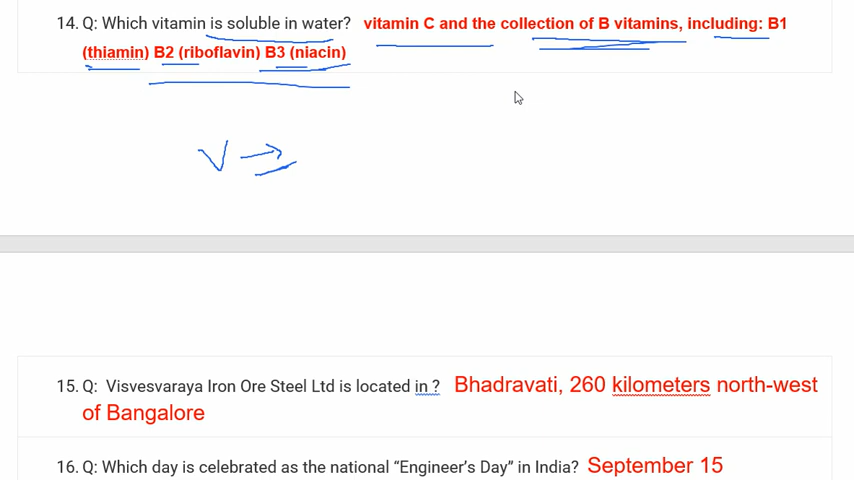 14. Q: Which vitamin is soluble in water? vitamin C and the collection of B vitamins, including: B1
(thiamin) B2 (riboflavin) B3 (niacin)
V →
15. Q: Visvesvaraya Iron Ore Steel Ltd is located in ? Bhadravati, 260 kilometers north-west
of Bangalore
16. Q: Which day is celebrated as the national “Engineer’s Day” in India? September 15